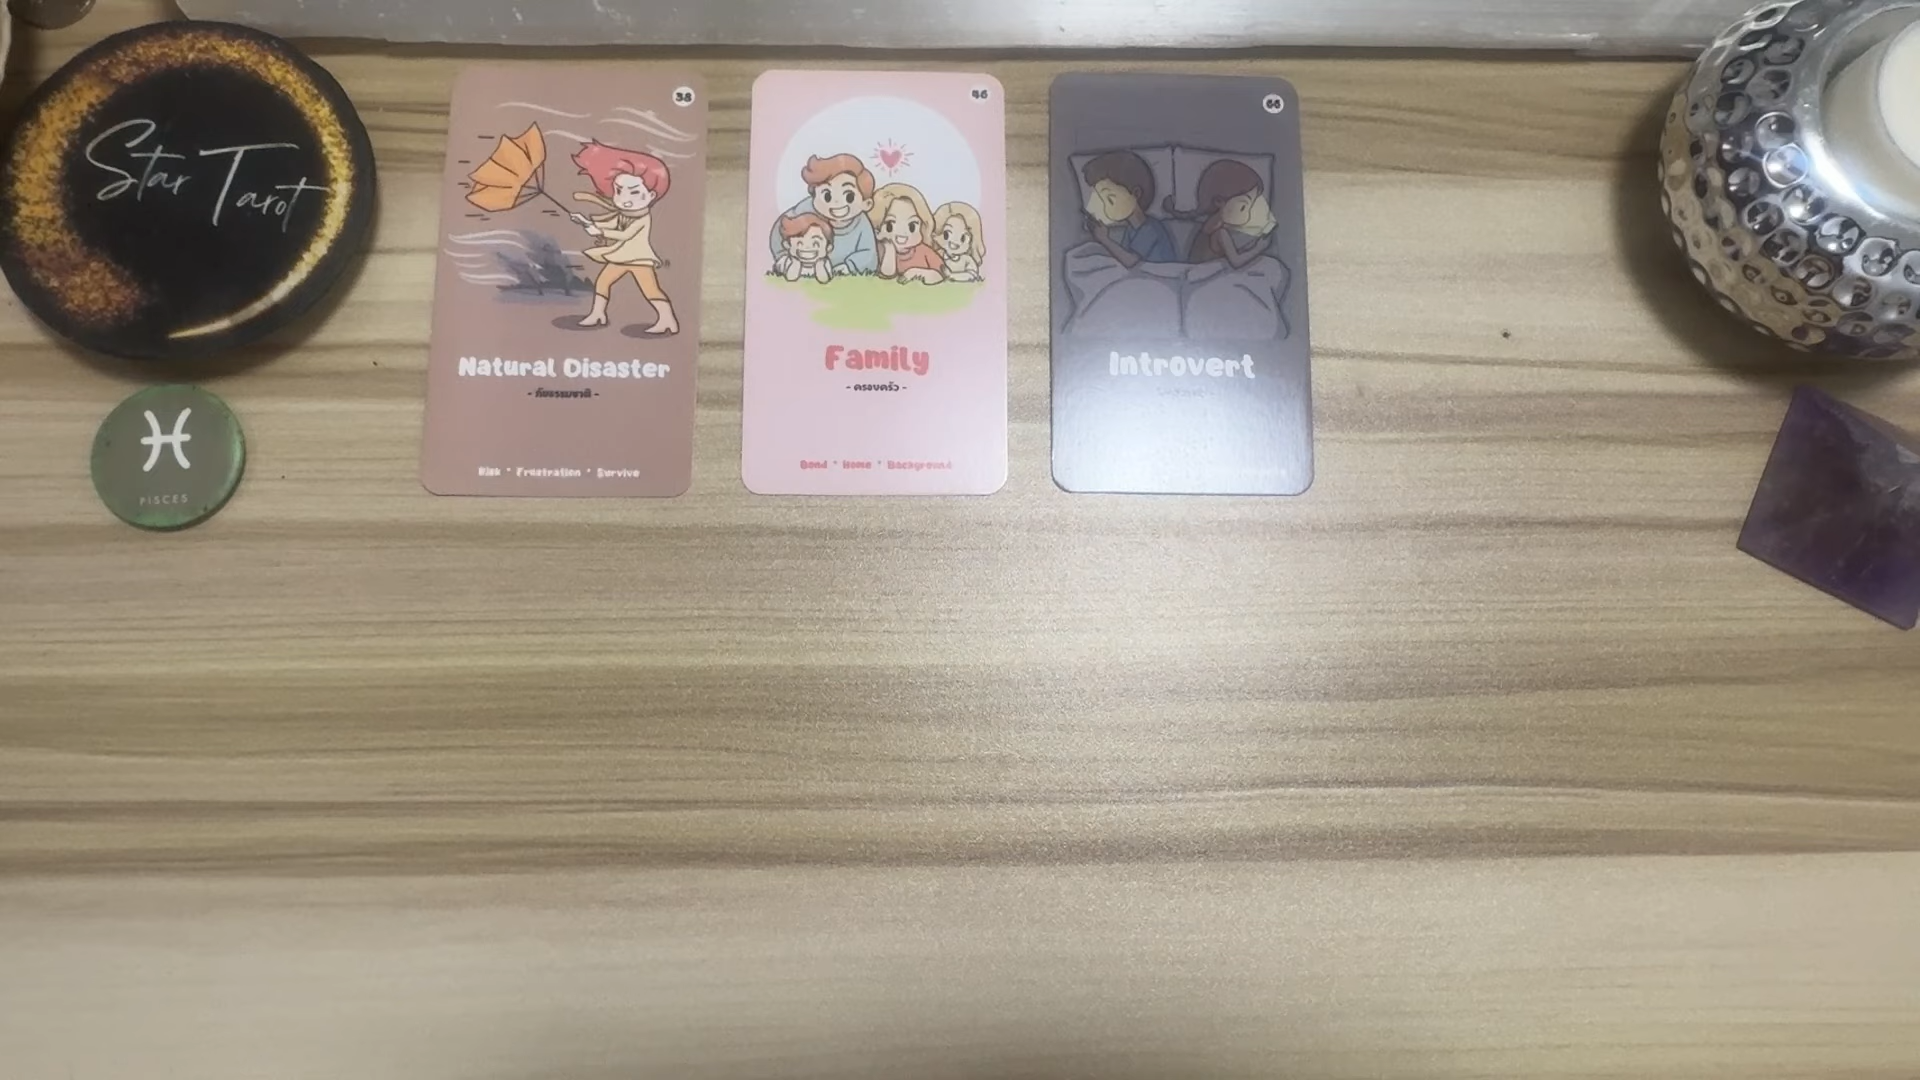 Star Tarot
♓
PISCES
38
Natural Disaster
- ภัยธรรมชาติ -
Risk * Frustration * Survive
46
Family
- ครอบครัว -
Bond * Home * Background
66
Introvert